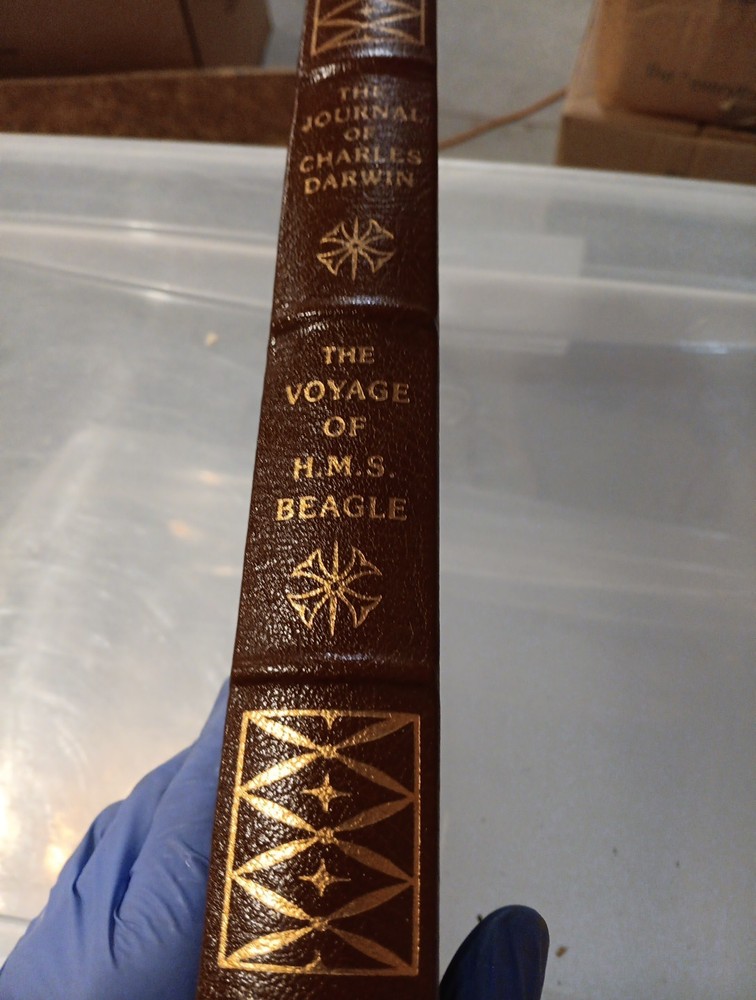 THE
JOURNAL
OF
CHARLES
DARWIN
THE
VOYAGE
OF
H.M.S.
BEAGLE